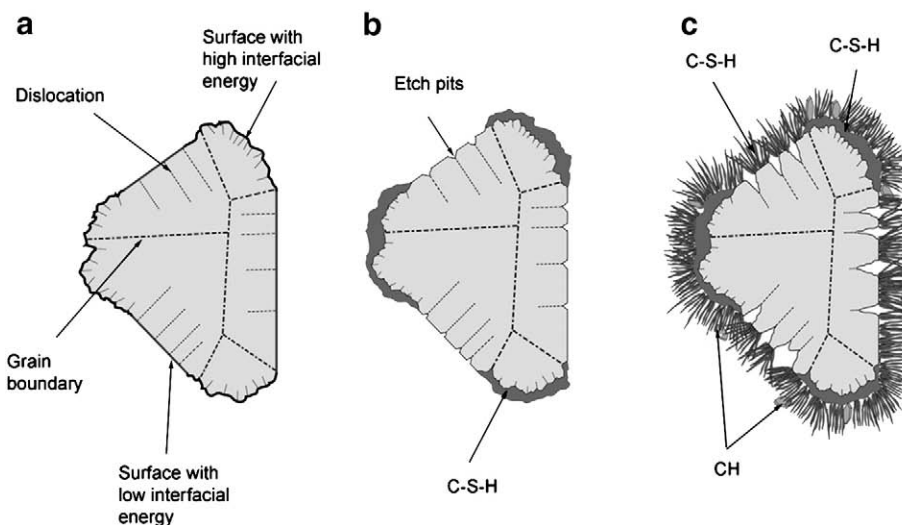 a
Surface with
high interfacial
energy
Dislocation
Grain
boundary
Surface with
low interfacial
energy
b
Etch pits
C-S-H
c
C-S-H
C-S-H
CH